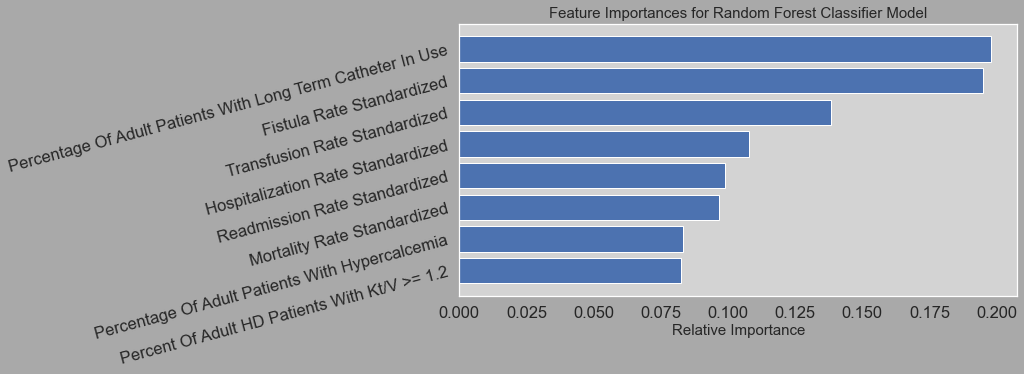 Feature Importances for Random Forest Classifier Model
Percentage Of Adult Patients With Long Term Catheter In Use
Fistula Rate Standardized
Transfusion Rate Standardized
Hospitalization Rate Standardized
Readmission Rate Standardized
Mortality Rate Standardized
Percentage Of Adult Patients With Hypercalcemia
Percent Of Adult HD Patients With Kt/V >= 1.2
0.000 0.025 0.050 0.075 0.100 0.125 0.150 0.175 0.200
Relative Importance